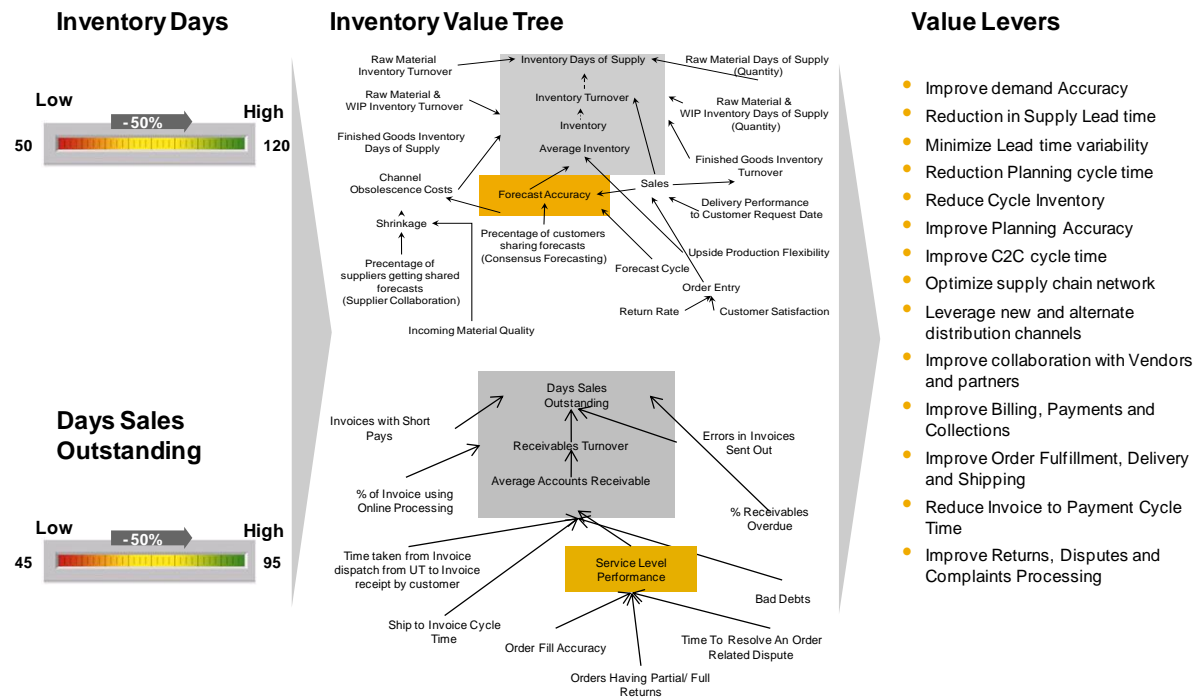 Inventory Days
Low
High
-50%
50
120
Days Sales
Outstanding
Low
High
-50%
45
95
Inventory Value Tree
Raw Material
Inventory Turnover
Inventory Days of Supply
Raw Material Days of Supply
(Quantity)
Raw Material &
WIP Inventory Turnover
Inventory Turnover
Raw Material &
WIP Inventory Days of Supply
(Quantity)
Inventory
Finished Goods Inventory
Days of Supply
Average Inventory
Finished Goods Inventory
Turnover
Channel
Obsolescence Costs
Forecast Accuracy
Sales
Delivery Performance
to Customer Request Date
Shrinkage
Precentage of customers
sharing forecasts
(Consensus Forecasting)
Upside Production Flexibility
Precentage of
suppliers getting shared
forecasts
(Supplier Collaboration)
Forecast Cycle
Order Entry
Return Rate
Customer Satisfaction
Incoming Material Quality
Days Sales
Outstanding
Invoices with Short
Pays
Receivables Turnover
Errors in Invoices
Sent Out
Average Accounts Receivable
% of Invoice using
Online Processing
% Receivables
Overdue
Time taken from Invoice
dispatch from UT to Invoice
receipt by customer
Service Level
Performance
Bad Debts
Ship to Invoice Cycle
Time
Order Fill Accuracy
Time To Resolve An Order
Related Dispute
Orders Having Partial/ Full
Returns
Value Levers
• Improve demand Accuracy
• Reduction in Supply Lead time
• Minimize Lead time variability
• Reduction Planning cycle time
• Reduce Cycle Inventory
• Improve Planning Accuracy
• Improve C2C cycle time
• Optimize supply chain network
• Leverage new and alternate
distribution channels
• Improve collaboration with Vendors
and partners
• Improve Billing, Payments and
Collections
• Improve Order Fulfillment, Delivery
and Shipping
• Reduce Invoice to Payment Cycle
Time
• Improve Returns, Disputes and
Complaints Processing